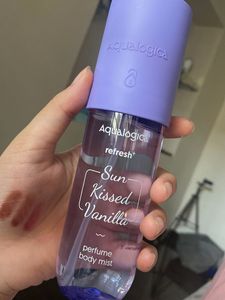 Aqualogica
Aqualogica
refresh+
Sun
Kissed
Vanilla
perfume
body mist